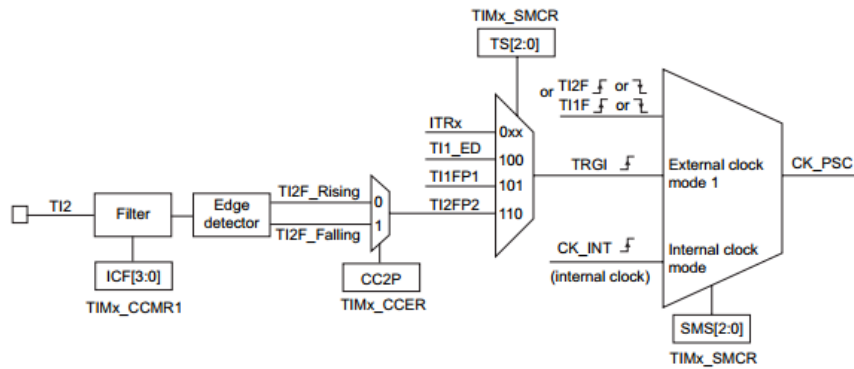 TIMx_SMCR
TS[2:0]
or TI2F or
TI1F or
ITRx
0xx
TI1_ED
100
TI1FP1
101
TI2FP2
110
TRGI
External clock
mode 1
CK_PSC
TI2
Filter
Edge
detector
TI2F_Rising
0
TI2F_Falling
1
CK_INT
(internal clock)
Internal clock
mode
ICF[3:0]
TIMx_CCMR1
CC2P
TIMx_CCER
SMS[2:0]
TIMx_SMCR